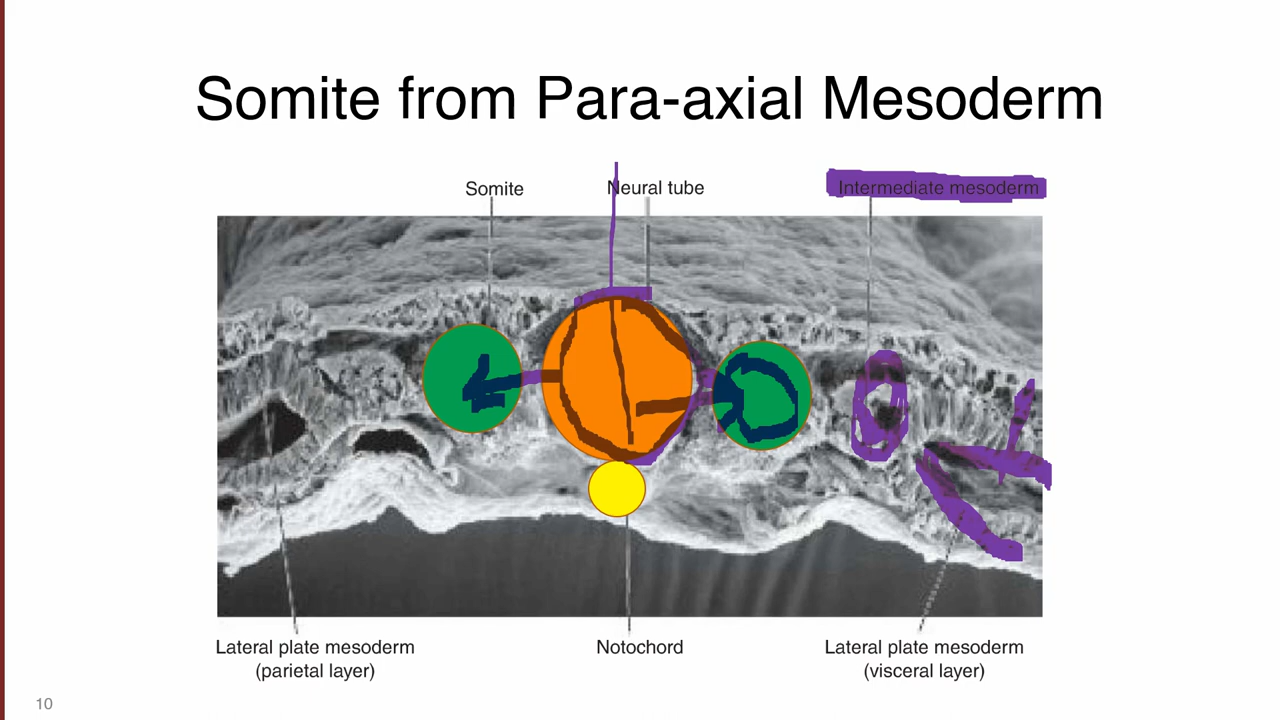 Somite from Para-axial Mesoderm
Somite
Neural tube
Intermediate mesoderm
Lateral plate mesoderm
(parietal layer)
Notochord
Lateral plate mesoderm
(visceral layer)
10